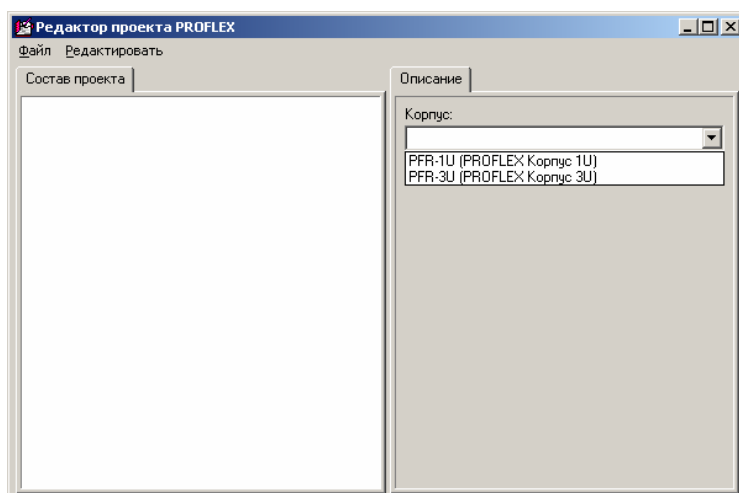 Редактор проекта PROFLEX
Файл Редактировать
Состав проекта
Описание
Корпус:
PFR-1U (PROFLEX Корпус 1U)
PFR-3U (PROFLEX Корпус 3U)